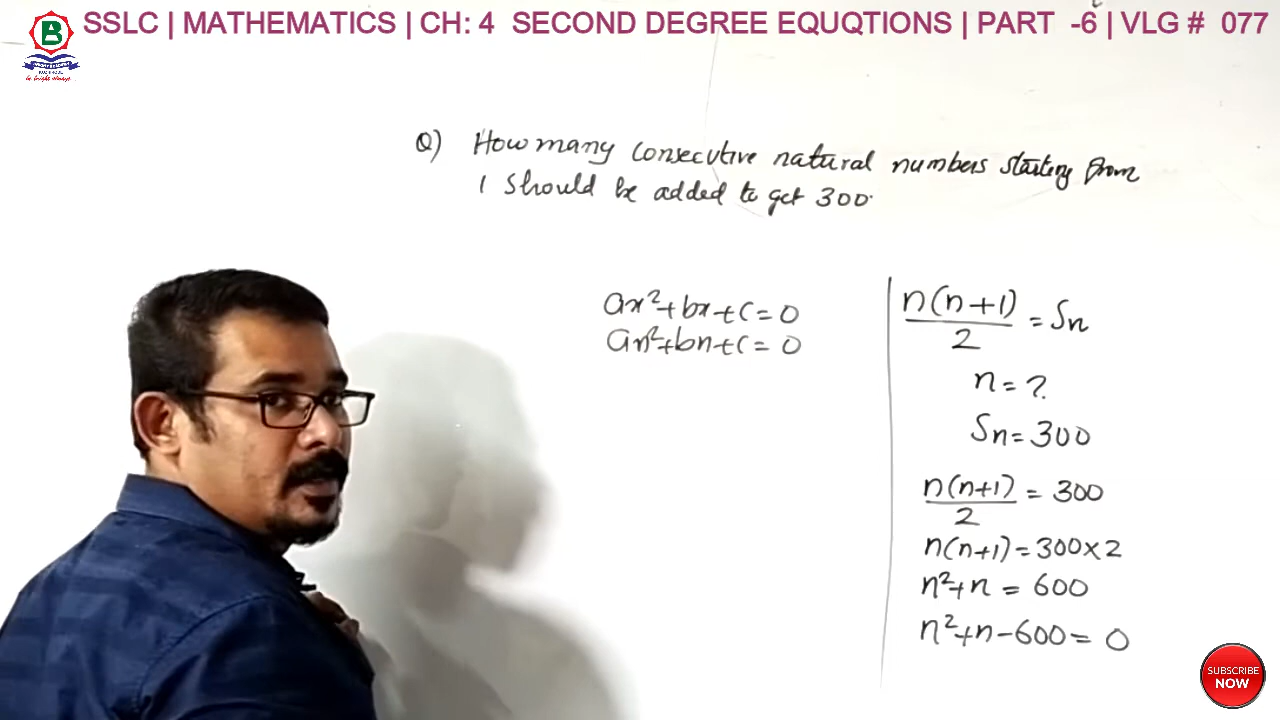 SSLC | MATHEMATICS | CH: 4 SECOND DEGREE EQUQTIONS | PART -6 | VLG # 077
B
Q) How many consecutive natural numbers starting from
1 should be added to get 300.
ax²+bx+c=0
an²+bn+c=0
n(n+1)/2 = Sn
n=?
Sn=300
n(n+1)/2 = 300
n(n+1)=300×2
n²+n = 600
n²+n-600=0
SUBSCRIBE
NOW